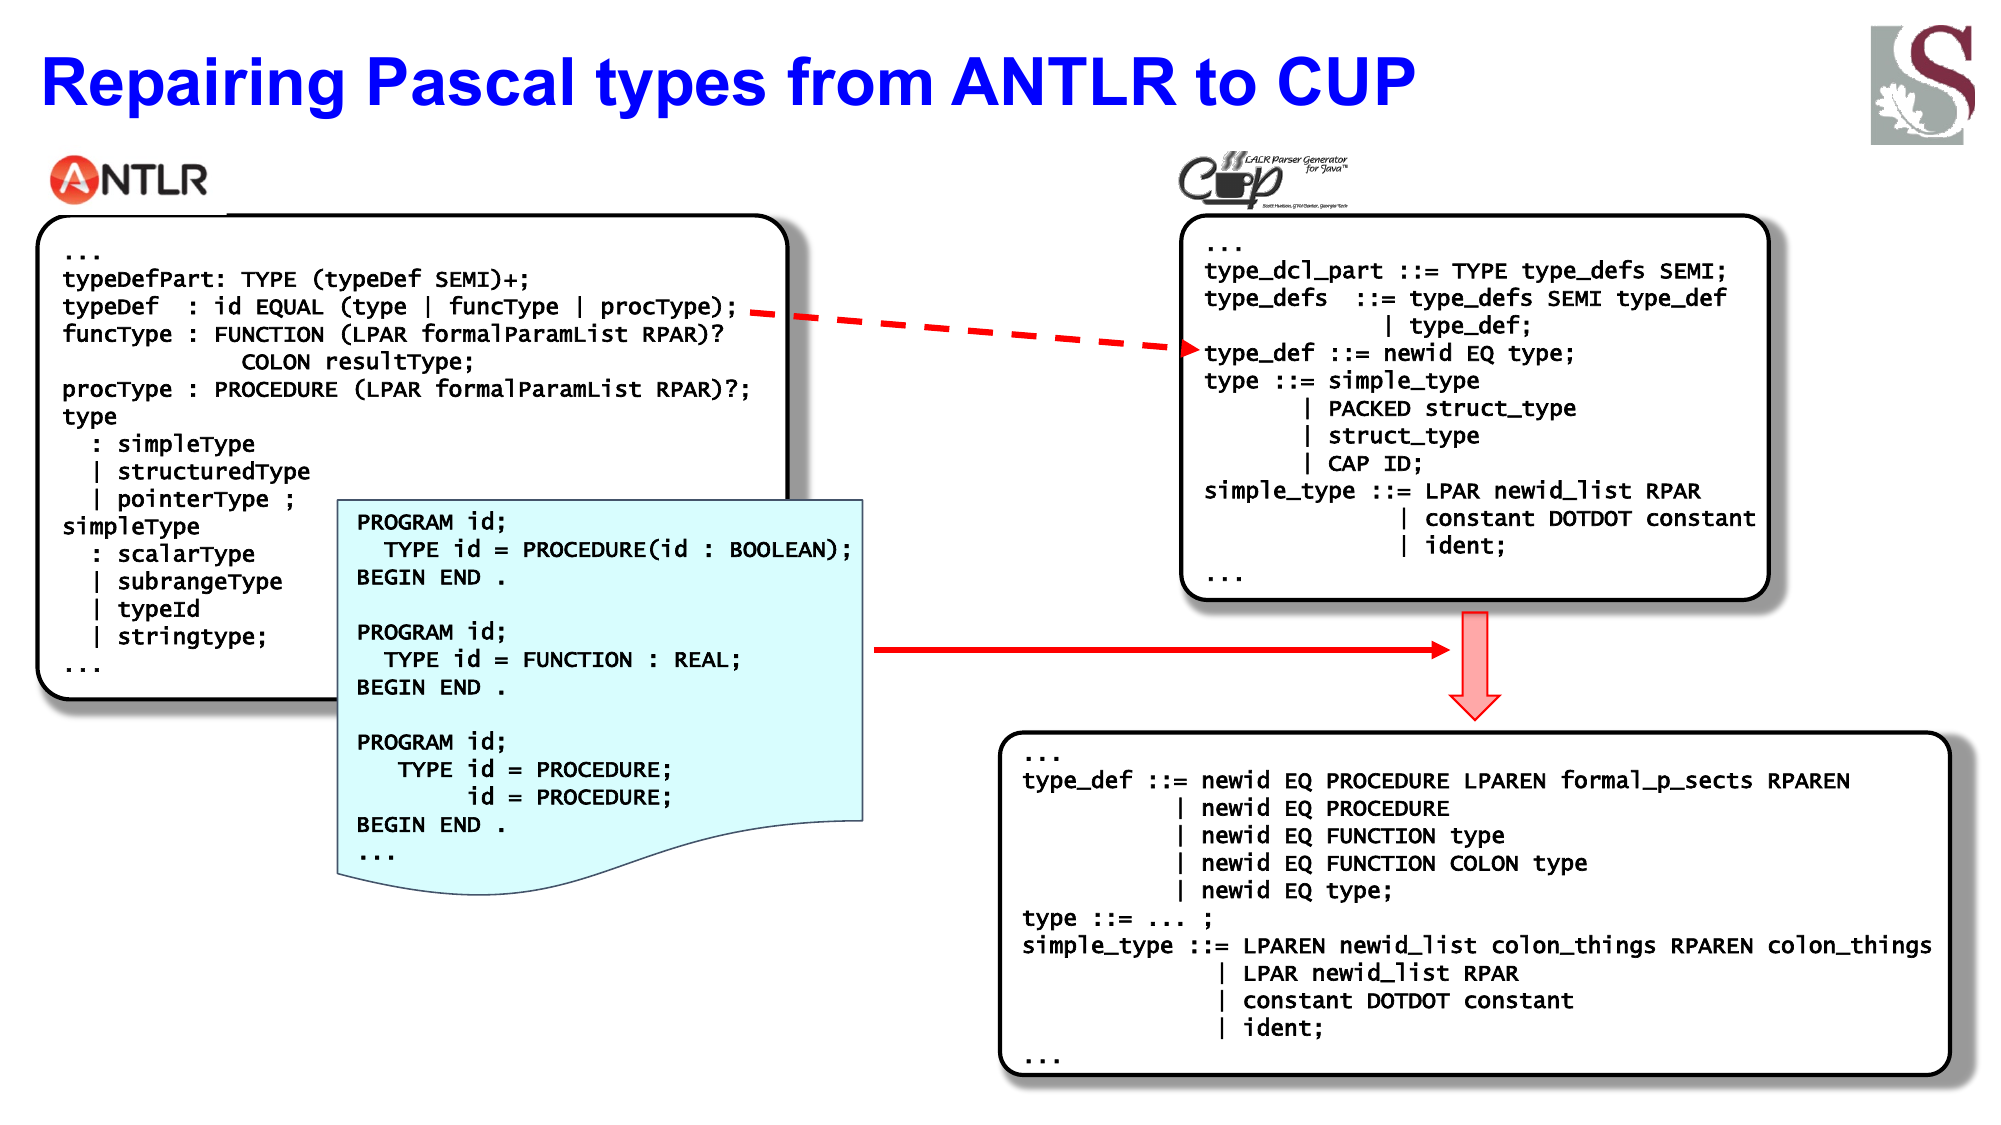 Repairing Pascal types from ANTLR to CUP
ANTLR
...
typeDefPart: TYPE (typeDef SEMI)+;
typeDef  : id EQUAL (type | funcType | procType);
funcType : FUNCTION (LPAR formalParamList RPAR)?
             COLON resultType;
procType : PROCEDURE (LPAR formalParamList RPAR)?;
type
  : simpleType
  | structuredType
  | pointerType ;
simpleType
  : scalarType
  | subrangeType
  | typeId
  | stringtype;
...
PROGRAM id;
  TYPE id = PROCEDURE(id : BOOLEAN);
BEGIN END .
PROGRAM id;
  TYPE id = FUNCTION : REAL;
BEGIN END .
PROGRAM id;
   TYPE id = PROCEDURE;
        id = PROCEDURE;
BEGIN END .
...
Cup
LALR Parser Generator
for Java™
...
type_dcl_part ::= TYPE type_defs SEMI;
type_defs  ::= type_defs SEMI type_def
             | type_def;
type_def ::= newid EQ type;
type ::= simple_type
       | PACKED struct_type
       | struct_type
       | CAP ID;
simple_type ::= LPAR newid_list RPAR
              | constant DOTDOT constant
              | ident;
...
...
type_def ::= newid EQ PROCEDURE LPAREN formal_p_sects RPAREN
           | newid EQ PROCEDURE
           | newid EQ FUNCTION type
           | newid EQ FUNCTION COLON type
           | newid EQ type;
type ::= ... ;
simple_type ::= LPAREN newid_list colon_things RPAREN colon_things
              | LPAR newid_list RPAR
              | constant DOTDOT constant
              | ident;
...